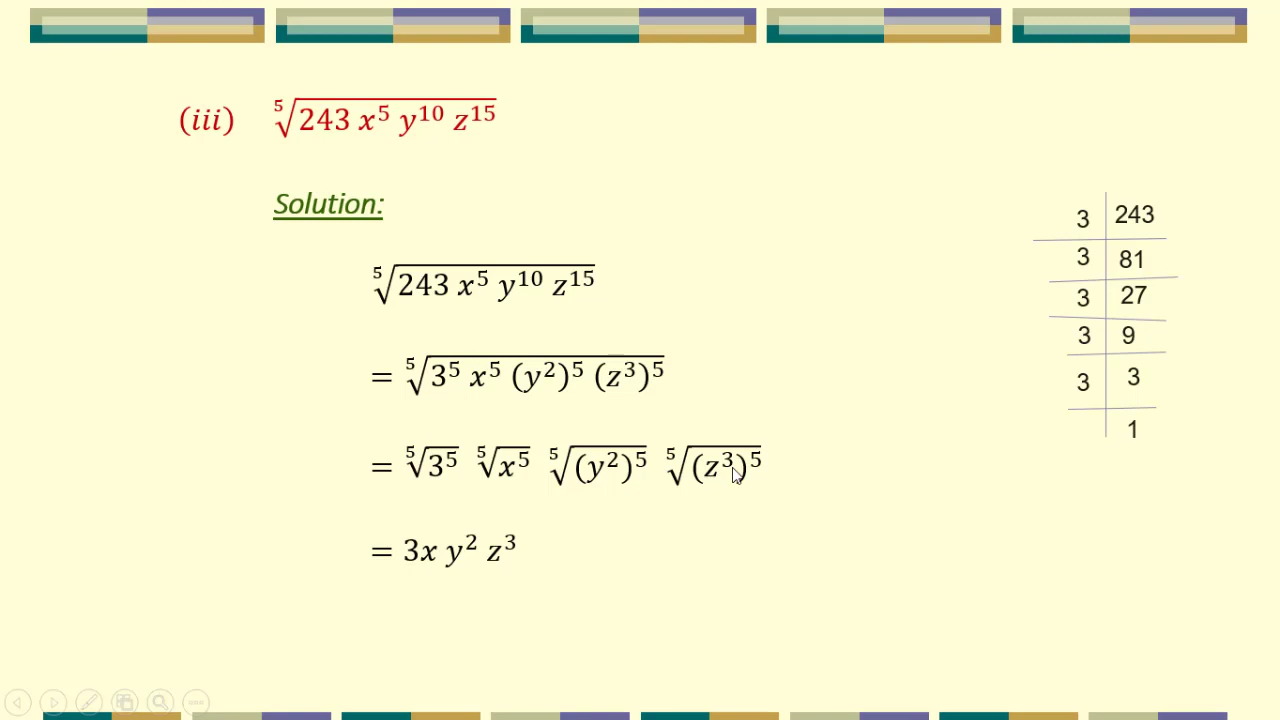 (iii) ⁵√(243 x⁵ y¹⁰ z¹⁵)
Solution:
⁵√(243 x⁵ y¹⁰ z¹⁵)
= ⁵√(3⁵ x⁵ (y²)⁵ (z³)⁵)
= ⁵√(3⁵) ⁵√(x⁵) ⁵√((y²)⁵) ⁵√((z³)⁵)
= 3x y² z³
3 243
3 81
3 27
3 9
3 3
1